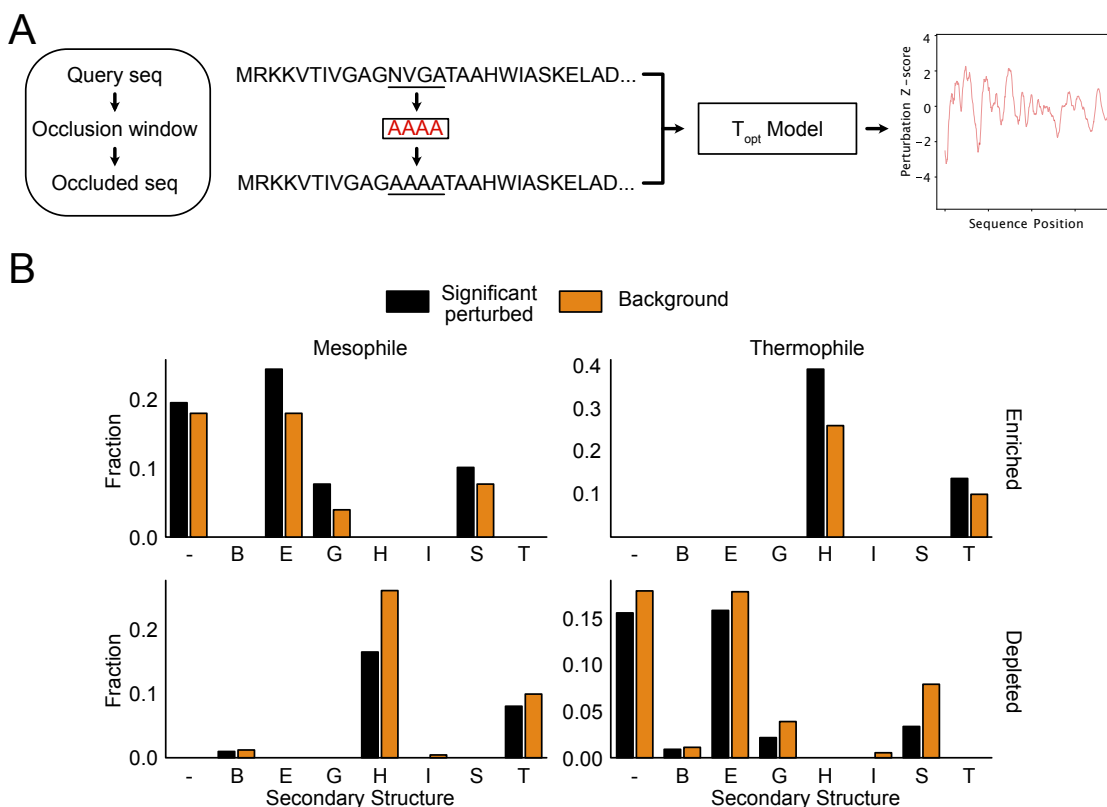 A
Query seq
Occlusion window
Occluded seq
MRKKVTIVGAGNVGATAAHWIASKELAD...
AAAA
MRKKVTIVGAGAAAATAAHWIASKELAD...
Topt Model
Perturbation Z-score
4
2
0
−2
−4
Sequence Position
B
Significant perturbed
Background
Mesophile
Thermophile
Fraction
0.2
0.1
0.0
- B E G H I S T
0.4
0.3
0.2
0.1
- B E G H I S T
Enriched
Fraction
0.2
0.1
0.0
- B E G H I S T
Secondary Structure
0.15
0.10
0.05
0.00
- B E G H I S T
Secondary Structure
Depleted